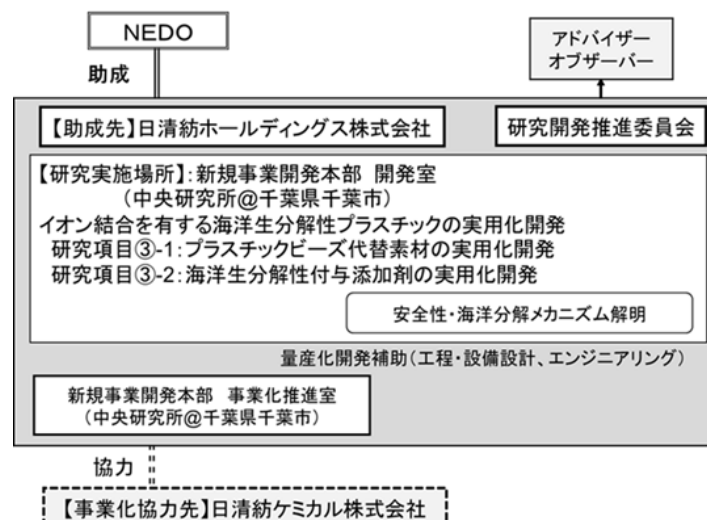 NEDO
助成
アドバイザー
オブザーバー
【助成先】日清紡ホールディングス株式会社
研究開発推進委員会
【研究実施場所】:新規事業開発本部 開発室
(中央研究所@千葉県千葉市)
イオン結合を有する海洋生分解性プラスチックの実用化開発
研究項目③-1:プラスチックビーズ代替素材の実用化開発
研究項目③-2:海洋生分解性付与添加剤の実用化開発
安全性・海洋分解メカニズム解明
量産化開発補助(工程・設備設計、エンジニアリング)
新規事業開発本部 事業化推進室
(中央研究所@千葉県千葉市)
協力
【事業化協力先】日清紡ケミカル株式会社